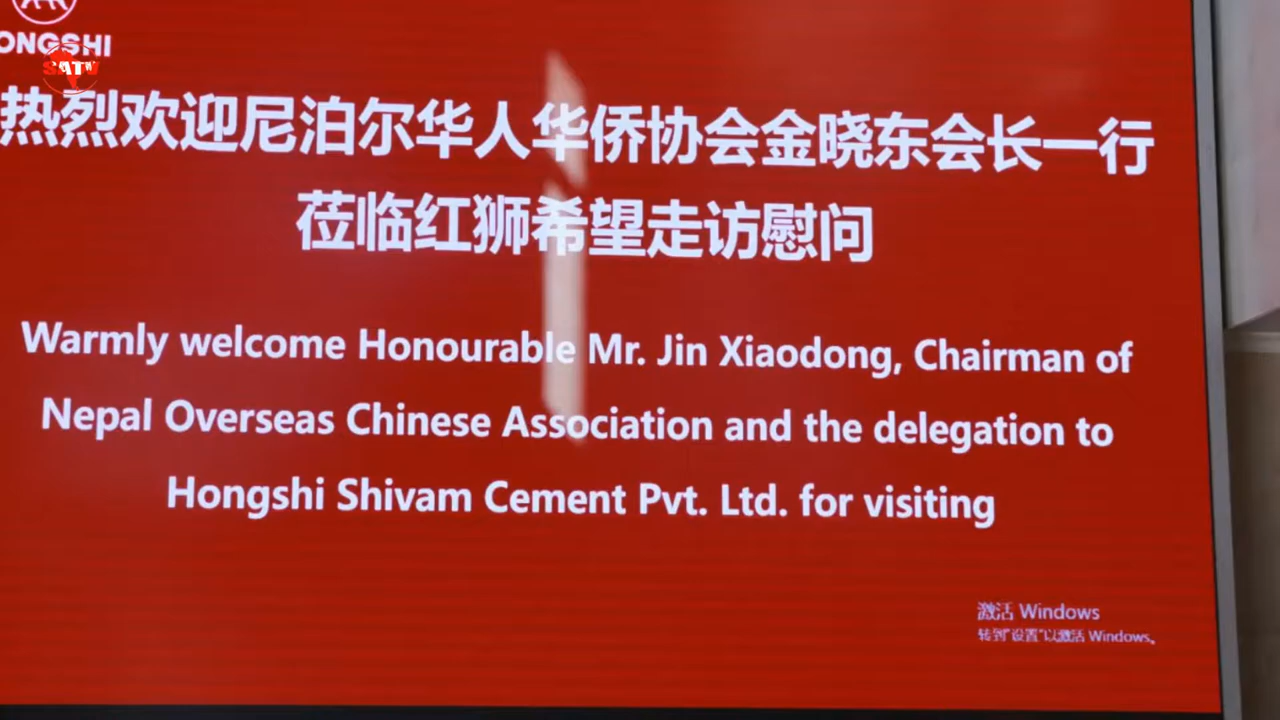 ONGSHI
SATV
热烈欢迎尼泊尔华人华侨协会金晓东会长一行
莅临红狮希望走访慰问
Warmly welcome Honourable Mr. Jin Xiaodong, Chairman of
Nepal Overseas Chinese Association and the delegation to
Hongshi Shivam Cement Pvt. Ltd. for visiting
激活 Windows
转到"设置"以激活 Windows。